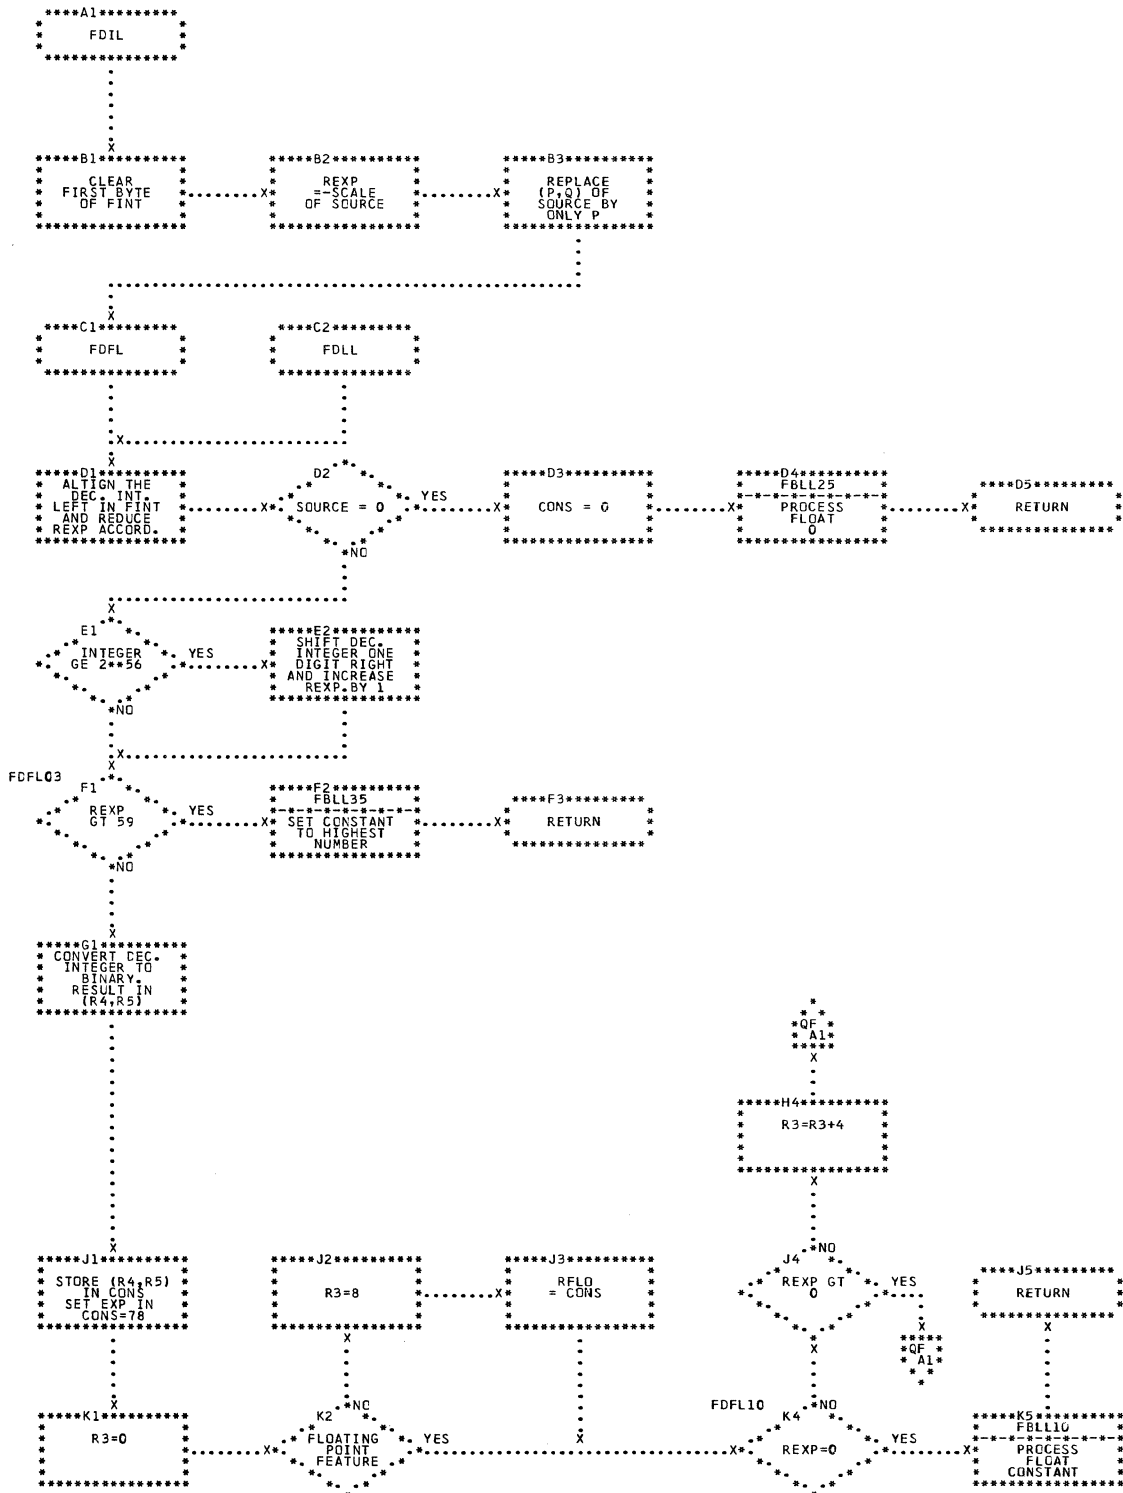 A1
FDIL
B1
CLEAR
FIRST BYTE
OF FINT
B2
REXP
=-SCALE
OF SOURCE
B3
REPLACE
(P,Q) OF
SOURCE BY
ONLY P
C1
FDFL
C2
FDLL
D1
ALTIGN THE
DEC. INT.
LEFT IN FINT
AND REDUCE
REXP ACCORD.
D2
SOURCE = 0
YES
NO
D3
CONS = 0
D4
FBLL25
PROCESS
FLOAT
0
D5
RETURN
E1
INTEGER
GE 2**56
YES
NO
E2
SHIFT DEC.
INTEGER ONE
DIGIT RIGHT
AND INCREASE
REXP.BY 1
FDFL03
F1
REXP
GT 59
YES
NO
F2
FBLL35
SET CONSTANT
TO HIGHEST
NUMBER
F3
RETURN
G1
CONVERT DEC.
INTEGER TO
BINARY.
RESULT IN
(R4,R5)
QF
A1
H4
R3=R3+4
J1
STORE (R4,R5)
IN CONS
SET EXP IN
CONS=78
J2
R3=8
J3
RFLO
= CONS
J4
NO
REXP GT
0
YES
QF
A1
J5
RETURN
K1
R3=0
K2
NO
FLOATING
POINT
FEATURE
YES
FDFL10
K4
NO
REXP=0
YES
K5
FBLL10
PROCESS
FLOAT
CONSTANT